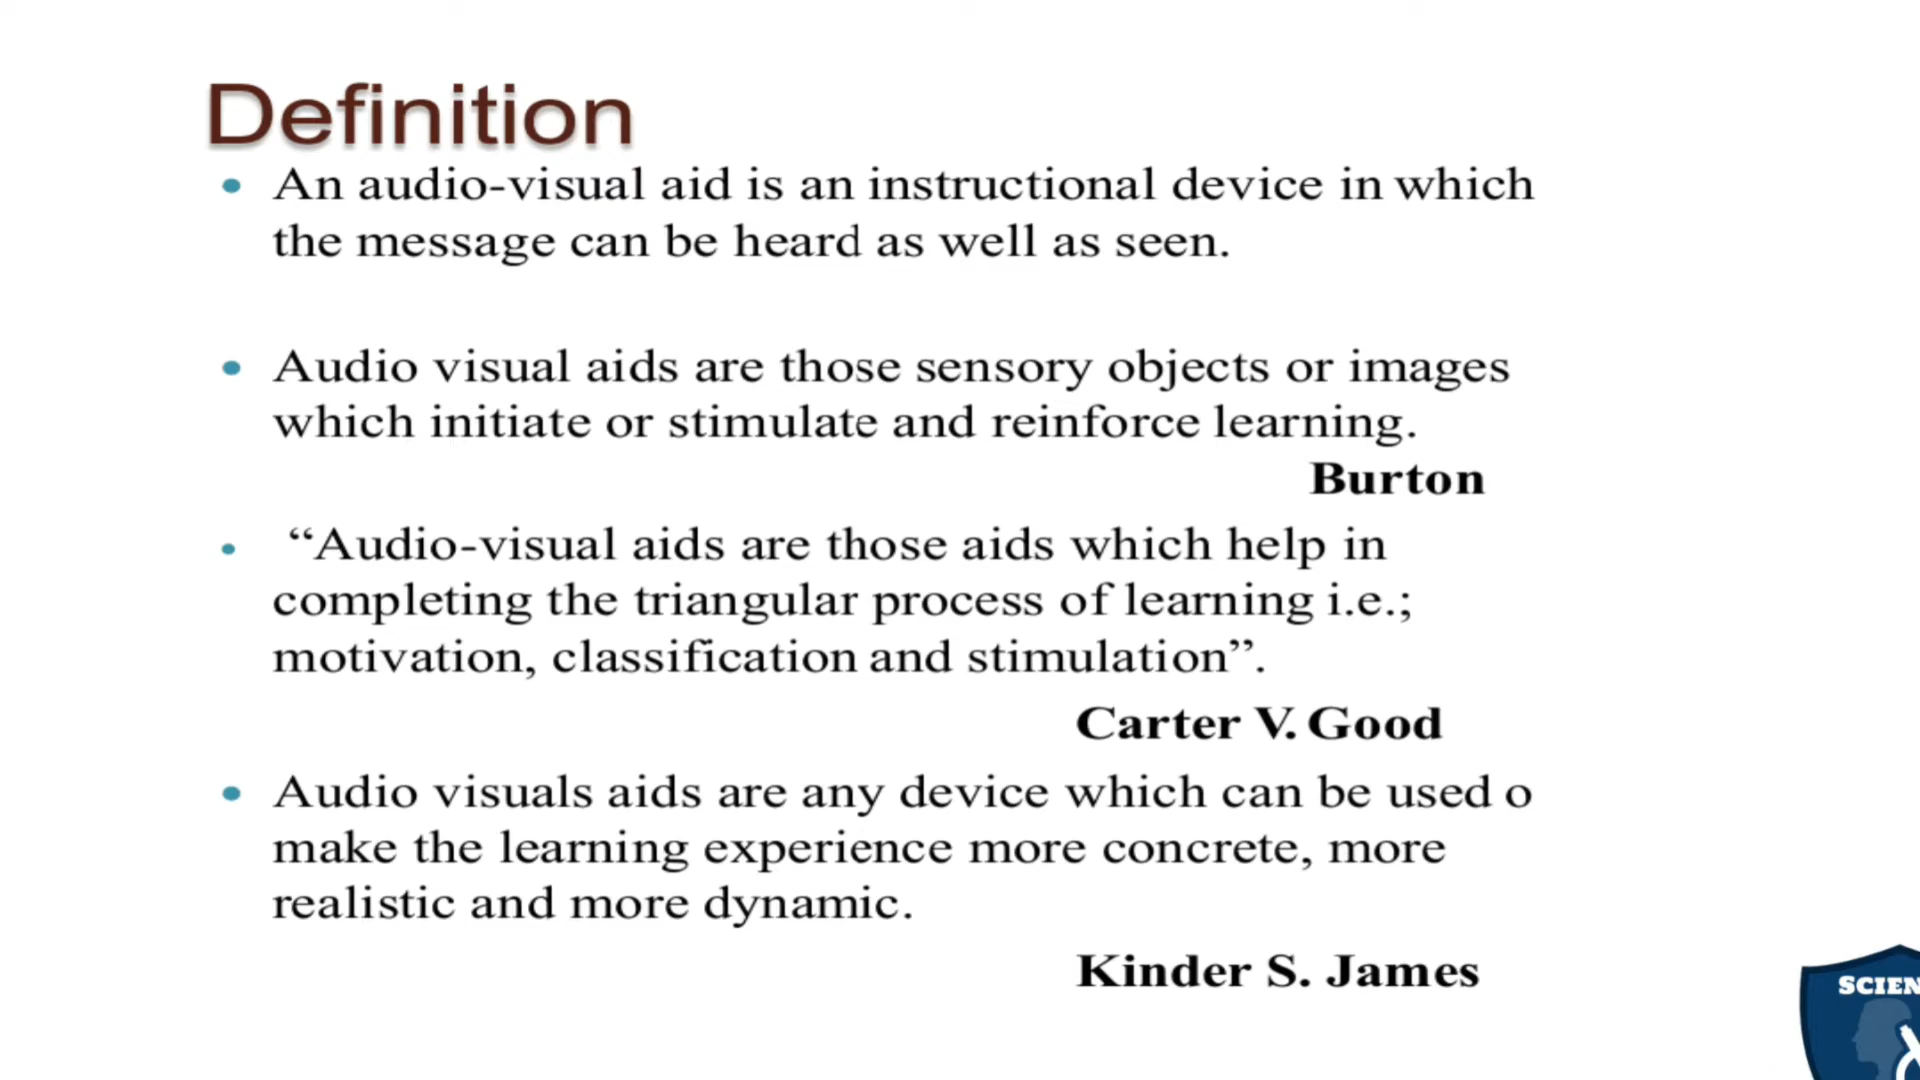 Definition
• An audio-visual aid is an instructional device in which
the message can be heard as well as seen.
• Audio visual aids are those sensory objects or images
which initiate or stimulate and reinforce learning.
Burton
• “Audio-visual aids are those aids which help in
completing the triangular process of learning i.e.;
motivation, classification and stimulation”.
Carter V. Good
• Audio visuals aids are any device which can be used o
make the learning experience more concrete, more
realistic and more dynamic.
Kinder S. James
SCIEN